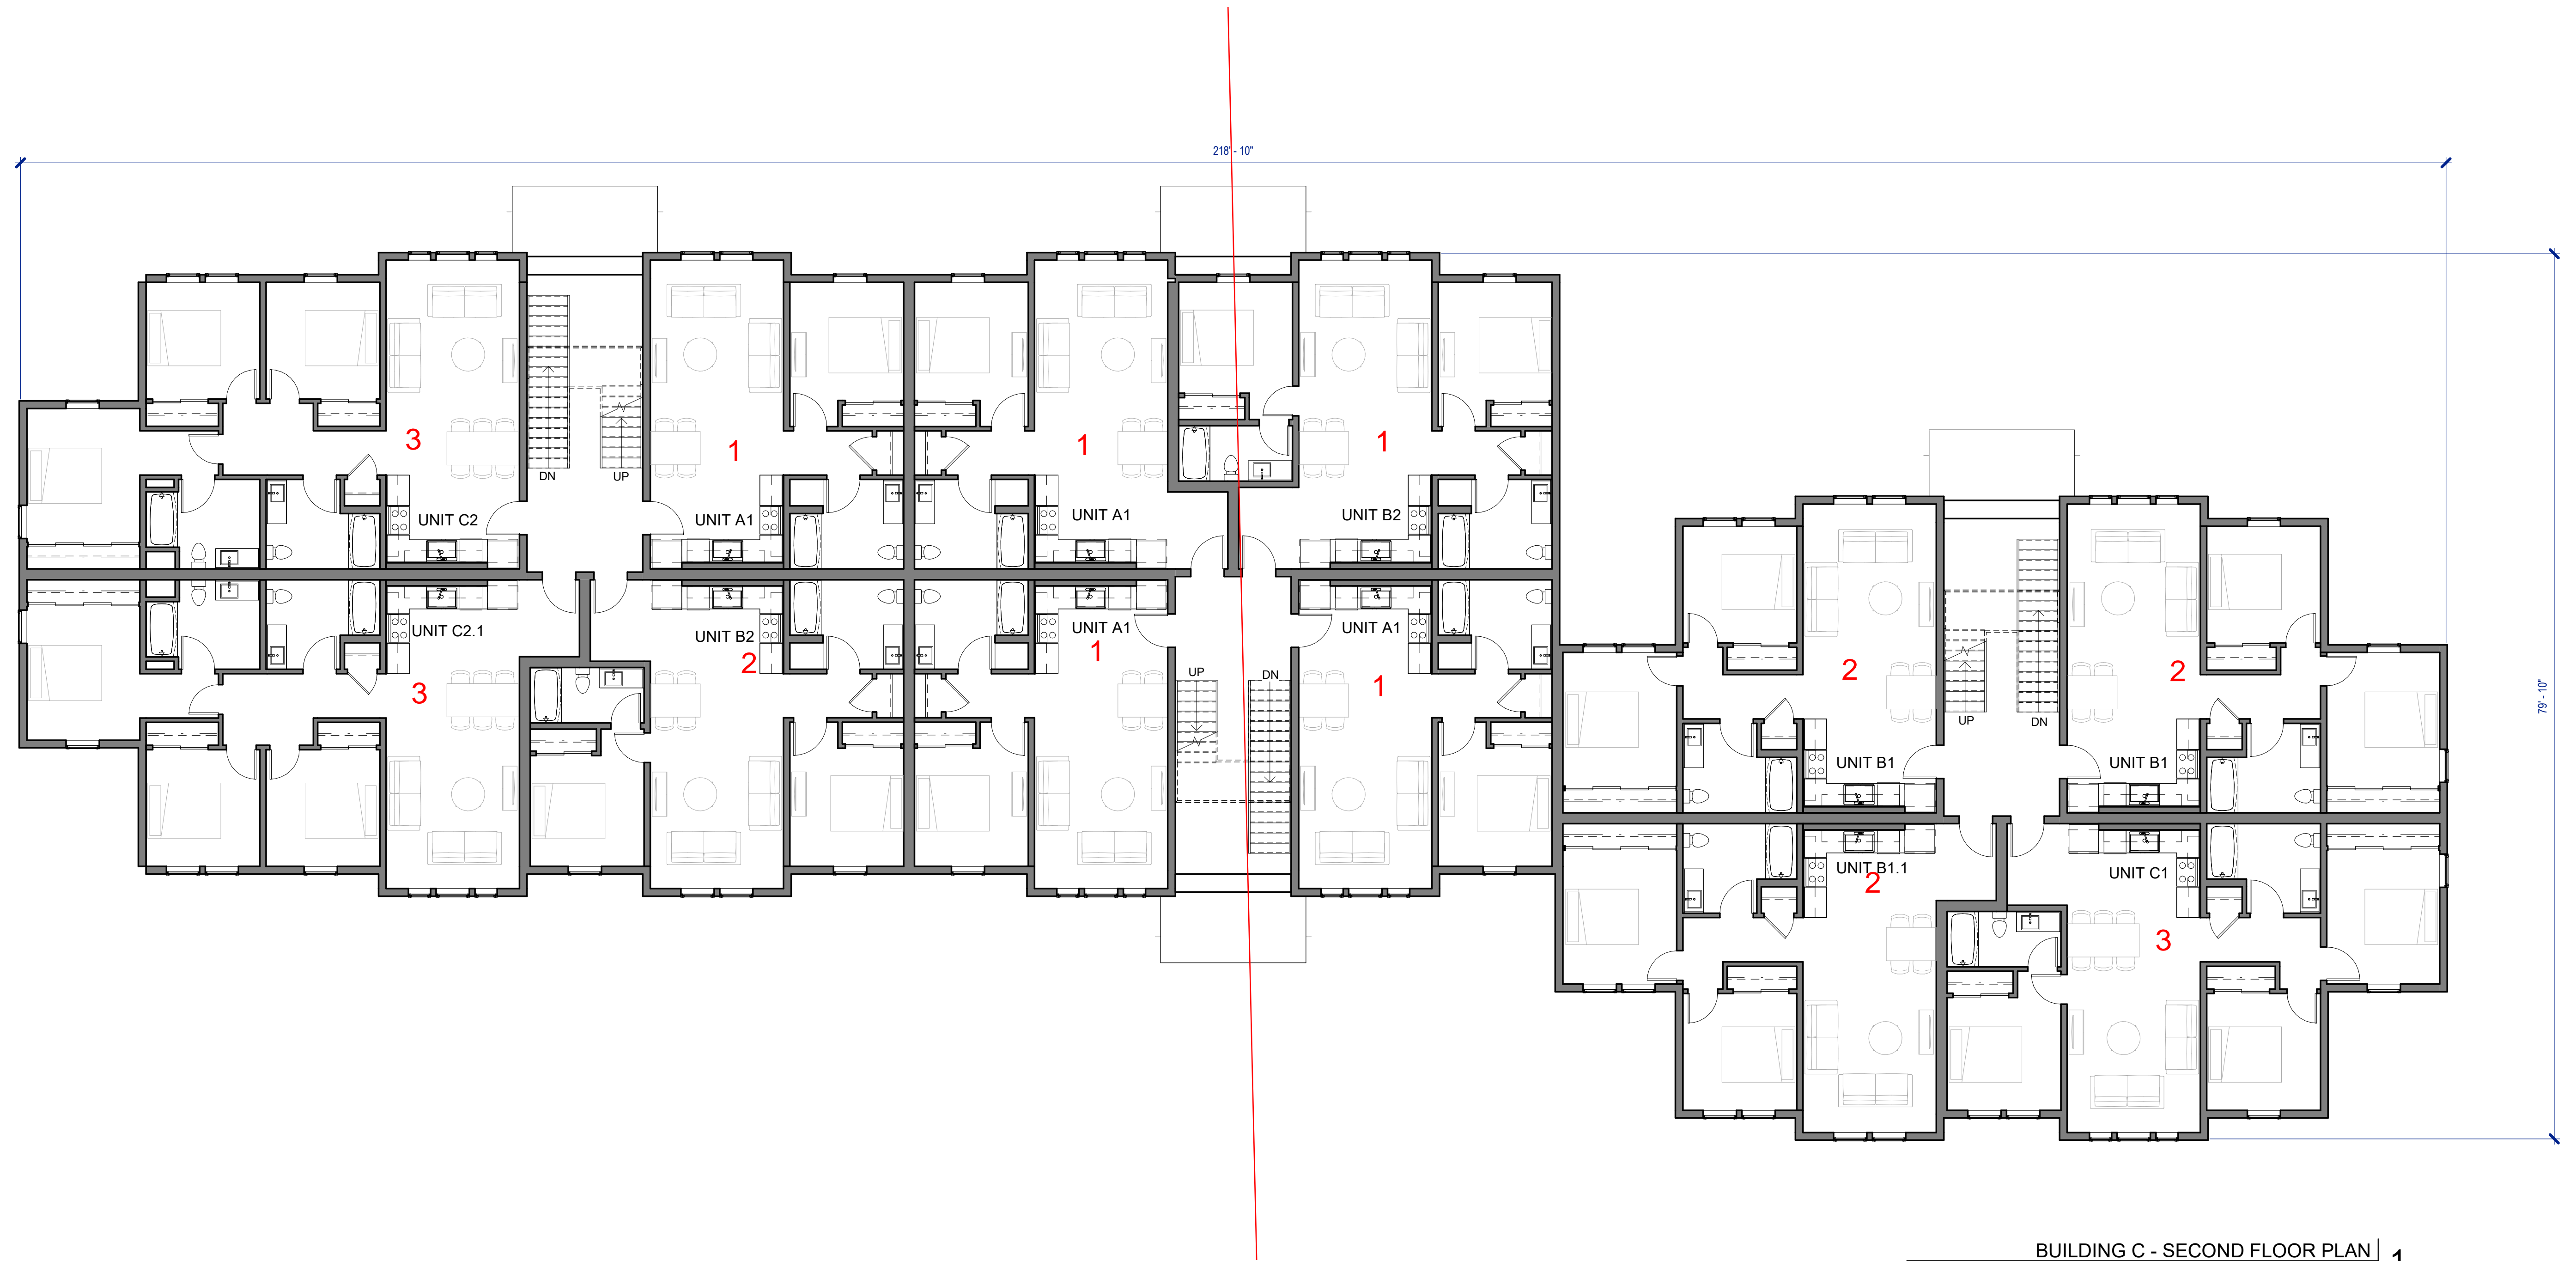 218' - 10"
3
1
1
1
DN
UP
UNIT C2
UNIT A1
UNIT A1
UNIT B2
UNIT C2.1
UNIT B2
UNIT A1
UNIT A1
3
2
1
1
UP
DN
2
2
79' - 10"
UP
DN
UNIT B1
UNIT B1
UNIT B1.1
UNIT C1
2
3
BUILDING C - SECOND FLOOR PLAN
1